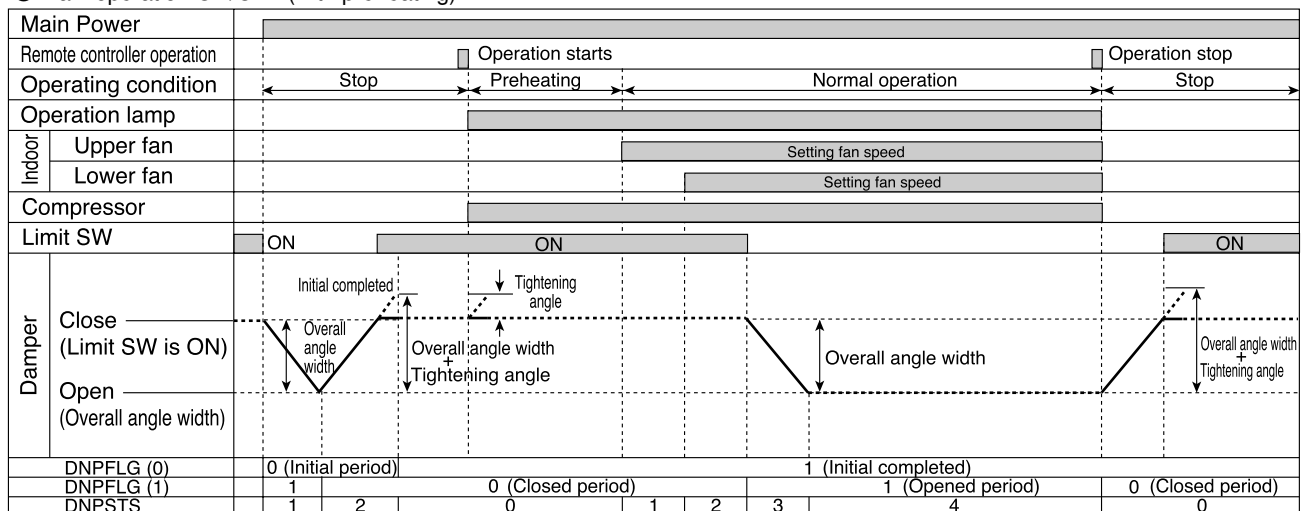 Main Power
Remote controller operation Operation starts Operation stop
Operating condition Stop Preheating Normal operation Stop
Operation lamp
Indoor
Upper fan Setting fan speed
Lower fan Setting fan speed
Compressor
Limit SW ON ON ON
Damper
Initial completed
Tightening
angle
Close
(Limit SW is ON)
Overall
angle
width
Overall angle width
+
Tightening angle
Overall angle width
Overall angle width
+
Tightening angle
Open
(Overall angle width)
DNPFLG (0) 0 (Initial period) 1 (Initial completed)
DNPFLG (1) 1 0 (Closed period) 1 (Opened period) 0 (Closed period)
DNPSTS 1 2 0 1 2 3 4 0